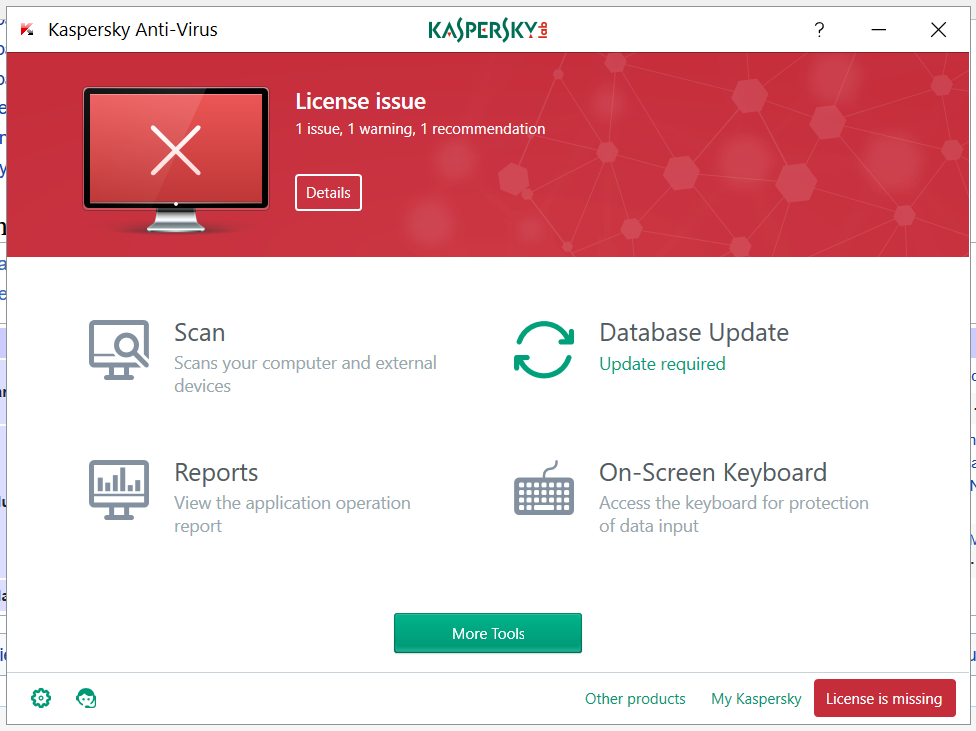 Kaspersky Anti-Virus
KASPERSKY LAB
?
License issue
1 issue, 1 warning, 1 recommendation
Details
Scan
Scans your computer and external
devices
Database Update
Update required
Reports
View the application operation
report
On-Screen Keyboard
Access the keyboard for protection
of data input
More Tools
Other products
My Kaspersky
License is missing